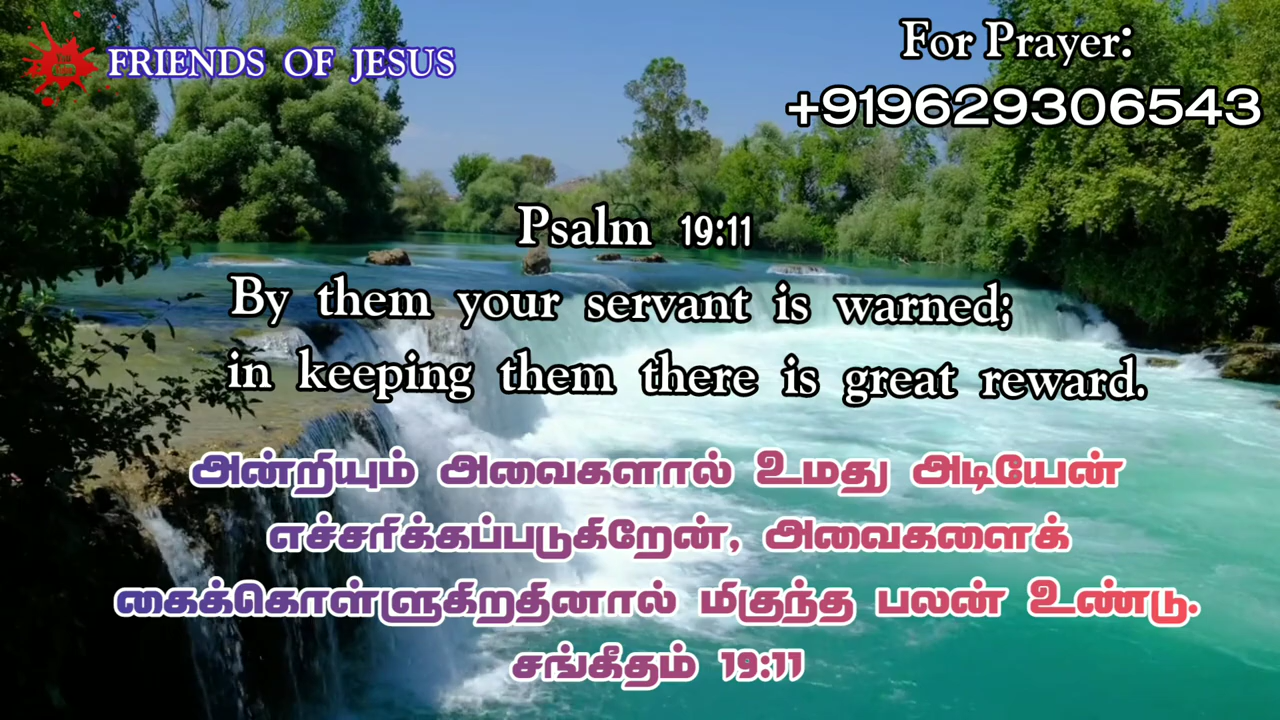 FRIENDS OF JESUS
For Prayer:
+919629306543
Psalm 19:11
By them your servant is warned;
in keeping them there is great reward.
அன்றியும் அவைகளால் உமது அடியேன்
எச்சரிக்கப்படுகிறேன், அவைகளைக்
கைக்கொள்ளுகிறதினால் மிகுந்த பலன் உண்டு.
சங்கீதம் 19:11